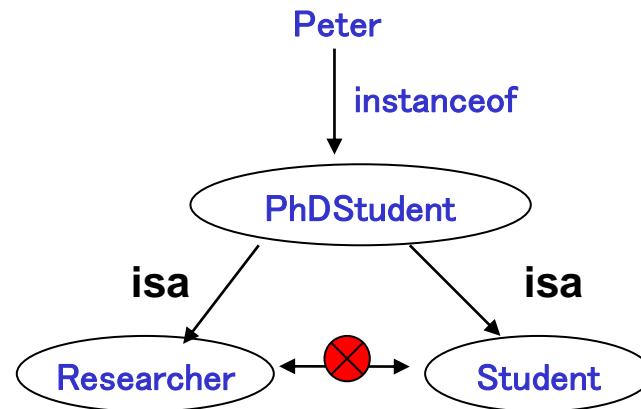 Peter
instanceof
PhDStudent
isa
isa
Researcher
Student